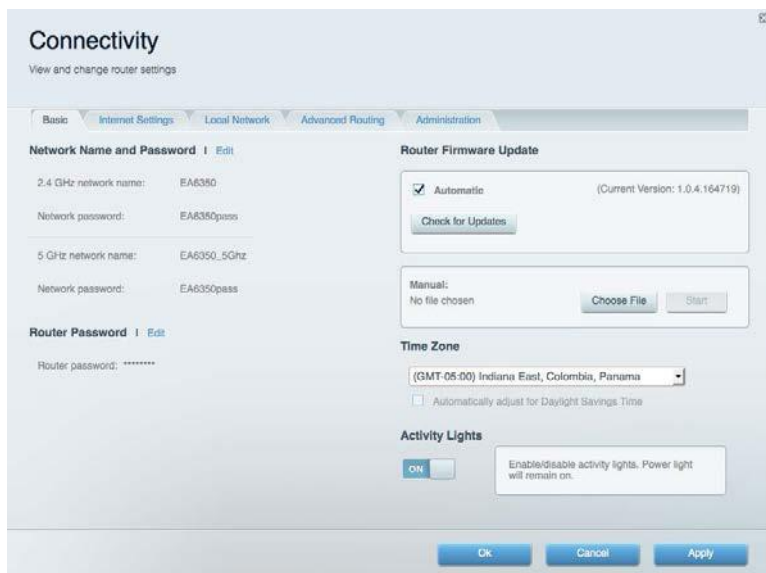 Connectivity
View and change router settings
Basic
Internet Settings
Local Network
Advanced Routing
Administration
Network Name and Password | Edit
2.4 GHz network name: EA6350
Network password: EA6350pass
5 GHz network name: EA6350_5Ghz
Network password: EA6350pass
Router Password | Edit
Router password: ********
Router Firmware Update
Automatic (Current Version: 1.0.4.164719)
Check for Updates
Manual:
No file chosen
Choose File
Start
Time Zone
(GMT-05:00) Indiana East, Colombia, Panama
Automatically adjust for Daylight Savings Time
Activity Lights
ON
Enable/disable activity lights. Power light
will remain on.
Ok
Cancel
Apply